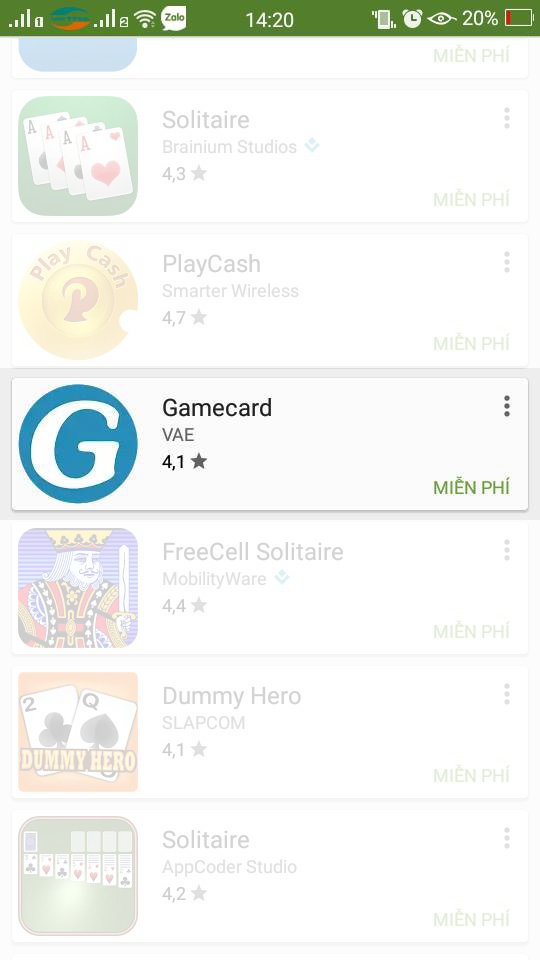 1
2
Zalo
14:20
20%
MIỄN PHÍ
Solitaire
Brainium Studios
4,3
MIỄN PHÍ
Play Cash
PlayCash
Smarter Wireless
4,7
MIỄN PHÍ
G
Gamecard
VAE
4,1
MIỄN PHÍ
FreeCell Solitaire
MobilityWare
4,4
MIỄN PHÍ
2
Q
DUMMY HERO
Dummy Hero
SLAPCOM
4,1
MIỄN PHÍ
Solitaire
AppCoder Studio
4,2
MIỄN PHÍ